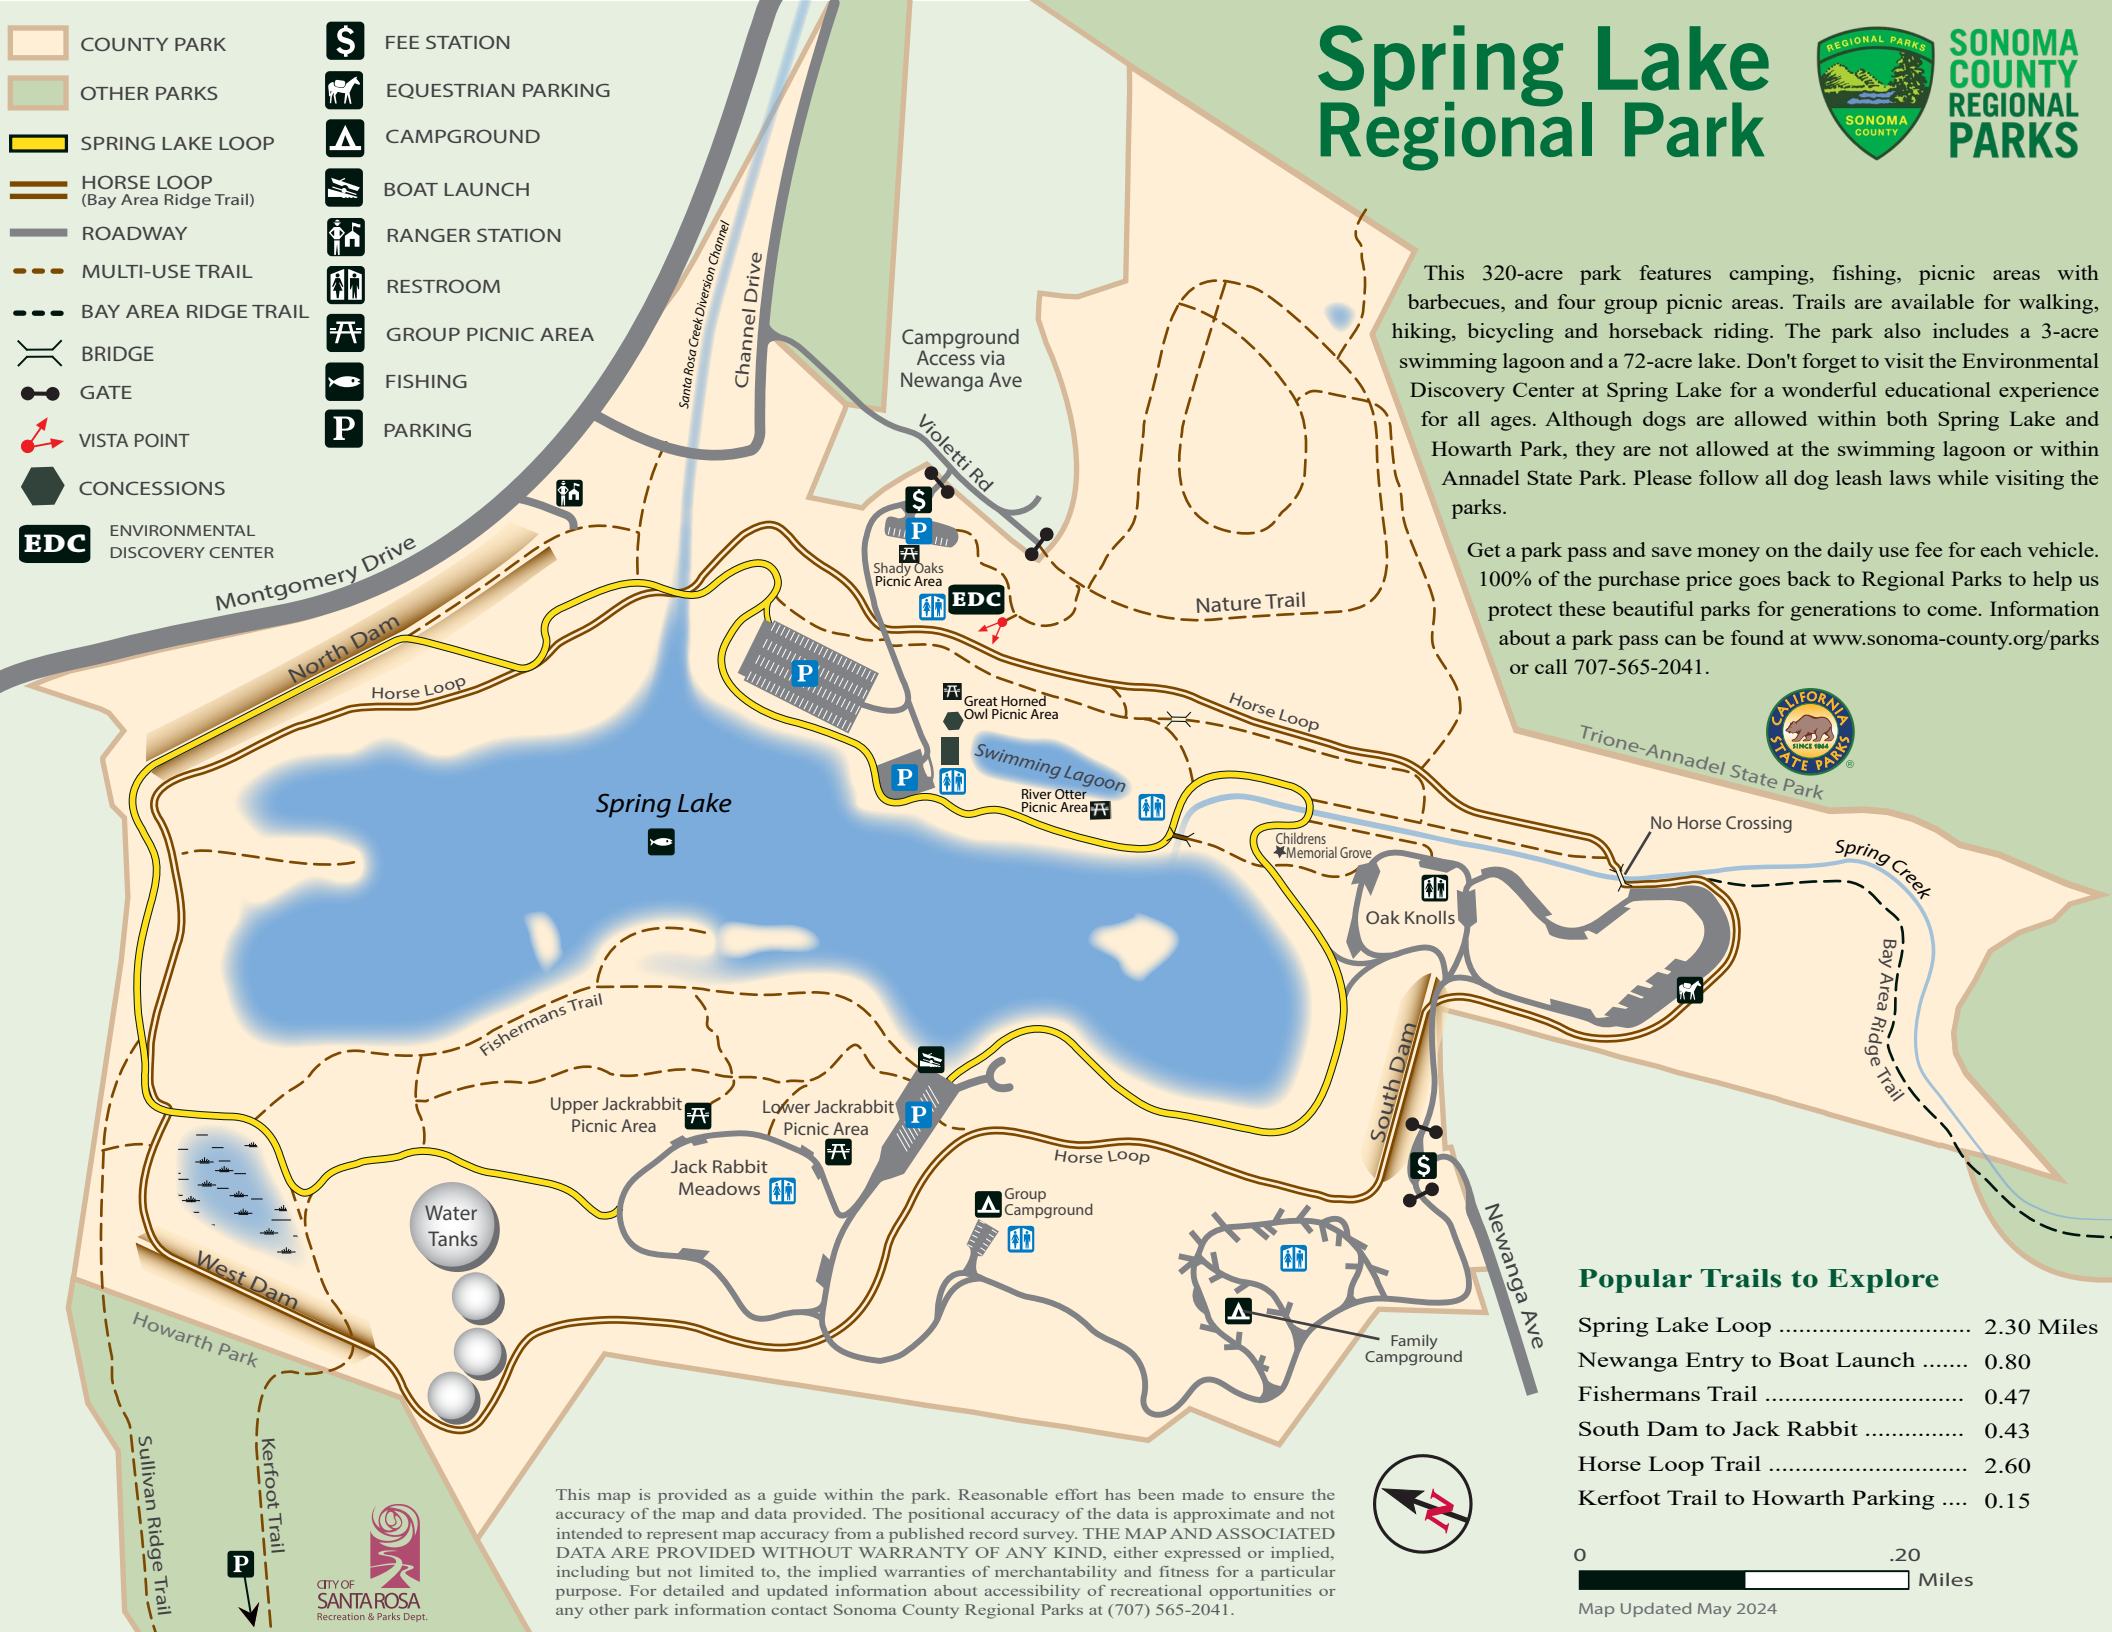 COUNTY PARK
OTHER PARKS
SPRING LAKE LOOP
HORSE LOOP
(Bay Area Ridge Trail)
ROADWAY
MULTI-USE TRAIL
BAY AREA RIDGE TRAIL
BRIDGE
GATE
VISTA POINT
CONCESSIONS
EDC
ENVIRONMENTAL
DISCOVERY CENTER
$
FEE STATION
EQUESTRIAN PARKING
CAMPGROUND
BOAT LAUNCH
RANGER STATION
RESTROOM
GROUP PICNIC AREA
FISHING
P
PARKING
Spring Lake
Regional Park
REGIONAL PARKS
SONOMA
COUNTY
SONOMA
COUNTY
REGIONAL
PARKS
This 320-acre park features camping, fishing, picnic areas with
barbecues, and four group picnic areas. Trails are available for walking,
hiking, bicycling and horseback riding. The park also includes a 3-acre
swimming lagoon and a 72-acre lake. Don't forget to visit the Environmental
Discovery Center at Spring Lake for a wonderful educational experience
for all ages. Although dogs are allowed within both Spring Lake and
Howarth Park, they are not allowed at the swimming lagoon or within
Annadel State Park. Please follow all dog leash laws while visiting the
parks.
Get a park pass and save money on the daily use fee for each vehicle.
100% of the purchase price goes back to Regional Parks to help us
protect these beautiful parks for generations to come. Information
about a park pass can be found at www.sonoma-county.org/parks
or call 707-565-2041.
CALIFORNIA
SINCE 1864
STATE PARKS
®
Trione-Annadel State Park
Santa Rosa Creek Diversion Channel
Channel Drive
Campground
Access via
Newanga Ave
Violetti Rd
Montgomery Drive
North Dam
Horse Loop
$
P
Shady Oaks
Picnic Area
EDC
Nature Trail
P
Great Horned
Owl Picnic Area
Horse Loop
Swimming Lagoon
P
River Otter
Picnic Area
Spring Lake
Childrens
Memorial Grove
No Horse Crossing
Spring Creek
Oak Knolls
Bay Area Ridge Trail
Fishermans Trail
South Dam
Upper Jackrabbit
Picnic Area
Lower Jackrabbit
Picnic Area
P
Jack Rabbit
Meadows
Horse Loop
Group
Campground
$
Newanga Ave
Water
Tanks
West Dam
Howarth Park
Family
Campground
Sullivan Ridge Trail
Kerfoot Trail
P
CITY OF
SANTA ROSA
Recreation & Parks Dept.
This map is provided as a guide within the park. Reasonable effort has been made to ensure the
accuracy of the map and data provided. The positional accuracy of the data is approximate and not
intended to represent map accuracy from a published record survey. THE MAP AND ASSOCIATED
DATA ARE PROVIDED WITHOUT WARRANTY OF ANY KIND, either expressed or implied,
including but not limited to, the implied warranties of merchantability and fitness for a particular
purpose. For detailed and updated information about accessibility of recreational opportunities or
any other park information contact Sonoma County Regional Parks at (707) 565-2041.
N
Popular Trails to Explore
Spring Lake Loop ............................ 2.30 Miles
Newanga Entry to Boat Launch ....... 0.80
Fishermans Trail ............................. 0.47
South Dam to Jack Rabbit ............... 0.43
Horse Loop Trail ............................. 2.60
Kerfoot Trail to Howarth Parking .... 0.15
0 .20
Miles
Map Updated May 2024